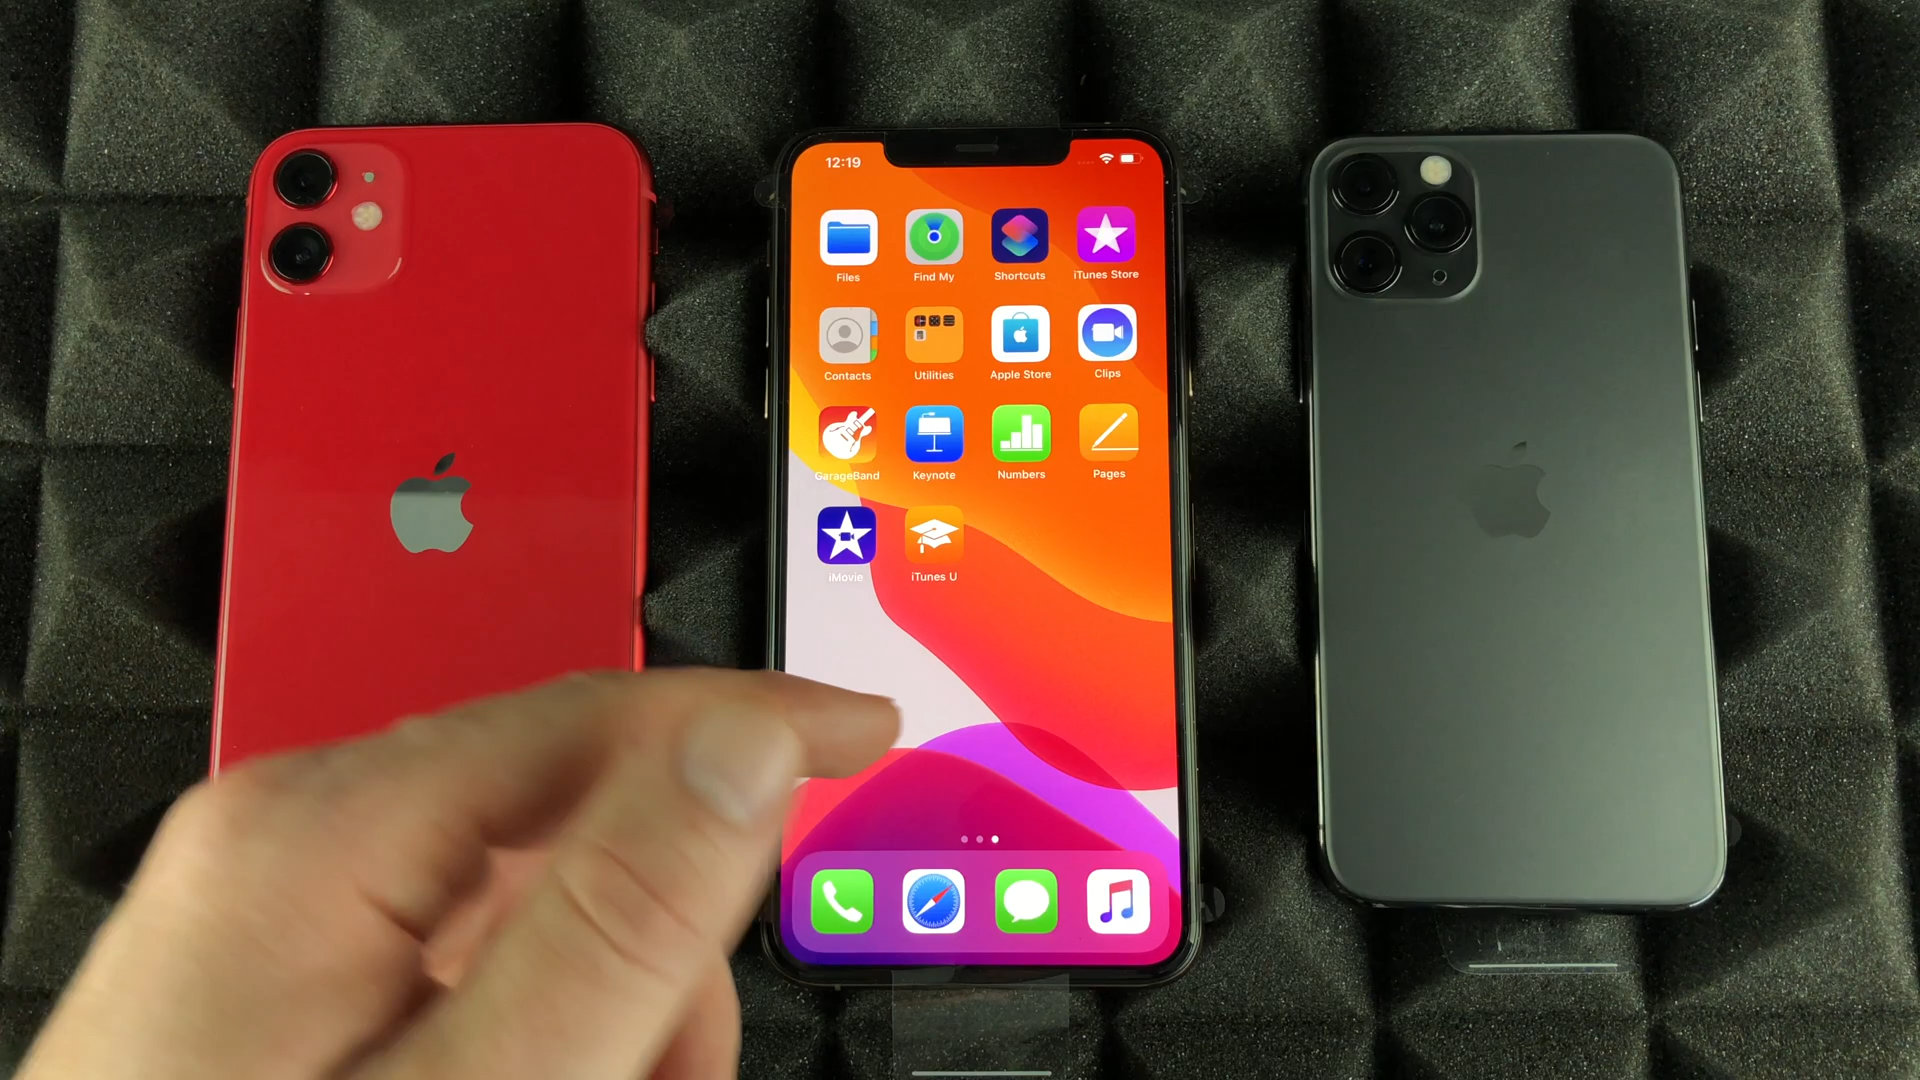 12:19
Files Find My Shortcuts iTunes Store
Contacts Utilities Apple Store Clips
GarageBand Keynote Numbers Pages
iMovie iTunes U